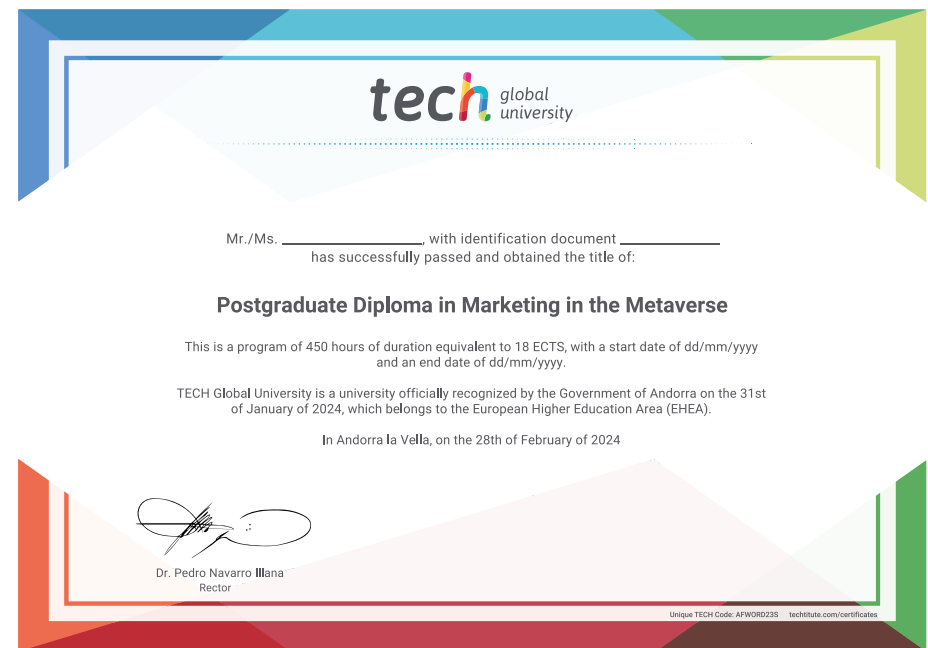 tech global
university
Mr./Ms. ____________________, with identification document ______________
has successfully passed and obtained the title of:
Postgraduate Diploma in Marketing in the Metaverse
This is a program of 450 hours of duration equivalent to 18 ECTS, with a start date of dd/mm/yyyy
and an end date of dd/mm/yyyy.
TECH Global University is a university officially recognized by the Government of Andorra on the 31st
of January of 2024, which belongs to the European Higher Education Area (EHEA).
In Andorra la Vella, on the 28th of February of 2024
Dr. Pedro Navarro Illana
Rector
Unique TECH Code: AFWORD23S techtitute.com/certificates